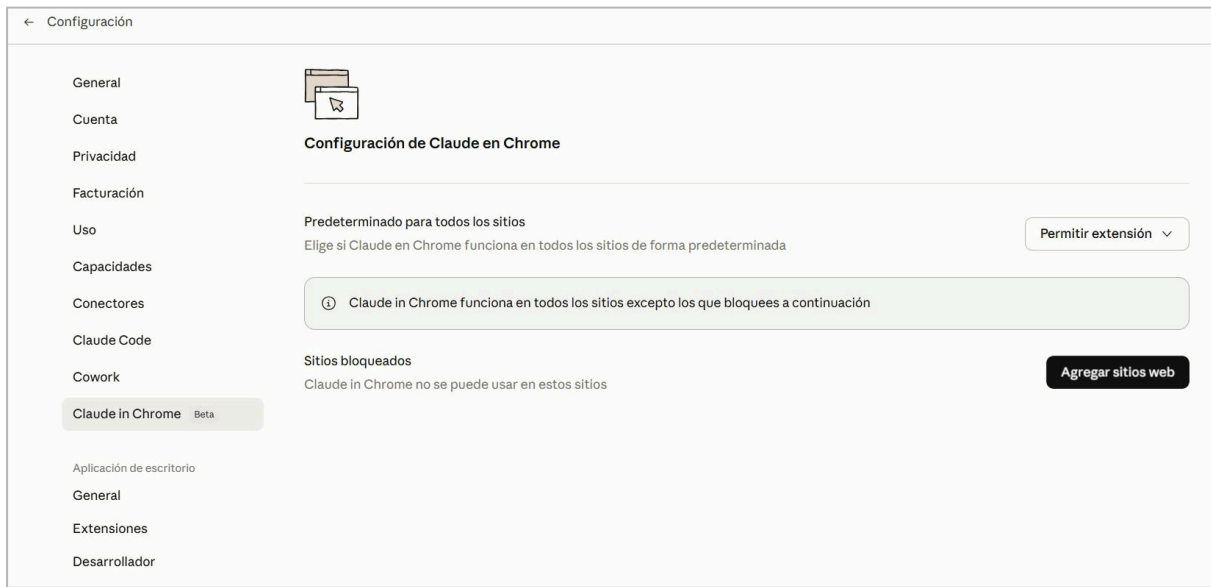 ← Configuración
General
Cuenta
Privacidad
Facturación
Uso
Capacidades
Conectores
Claude Code
Cowork
Claude in Chrome Beta
Aplicación de escritorio
General
Extensiones
Desarrollador
Configuración de Claude en Chrome
Predeterminado para todos los sitios
Elige si Claude en Chrome funciona en todos los sitios de forma predeterminada
Permitir extensión
Claude in Chrome funciona en todos los sitios excepto los que bloquees a continuación
Sitios bloqueados
Claude in Chrome no se puede usar en estos sitios
Agregar sitios web